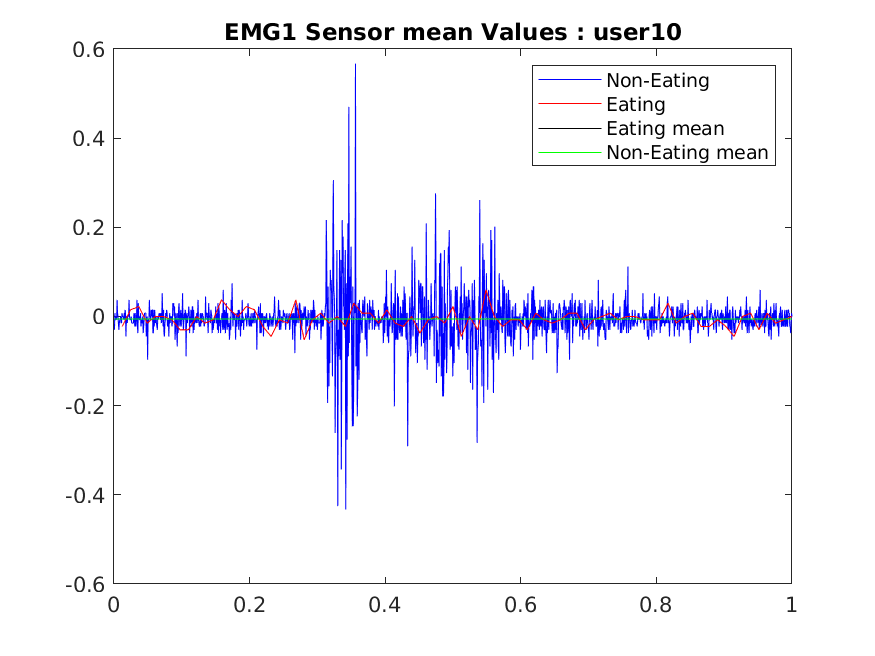 EMG1 Sensor mean Values : user10
0.6
0.4
0.2
0
-0.2
-0.4
-0.6
0
0.2
0.4
0.6
0.8
1
Non-Eating
Eating
Eating mean
Non-Eating mean